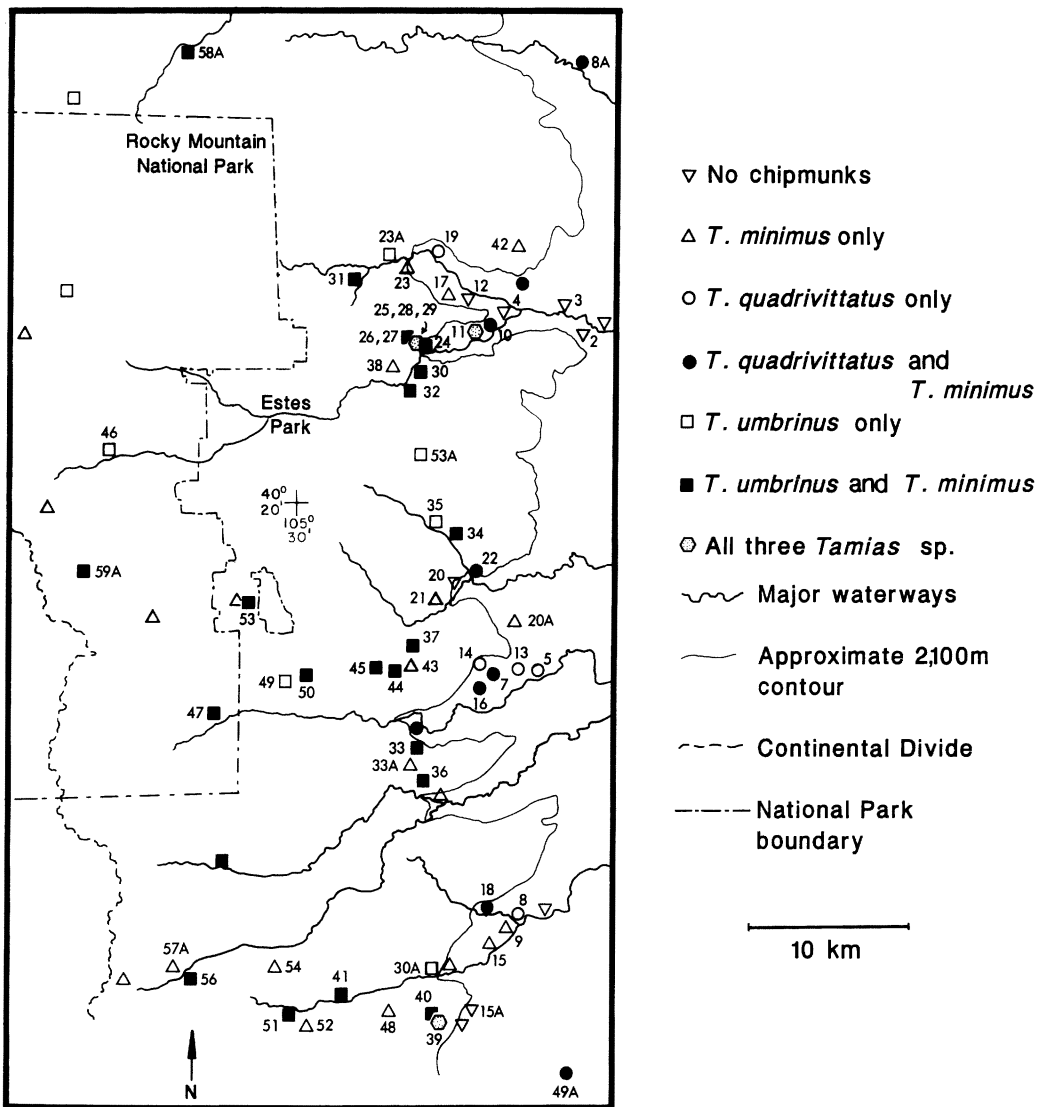 58A
8A
Rocky Mountain
National Park
23A
19
42
31
23
17
12
4
3
25, 28, 29
11
10
2
26, 27
24
38
30
32
Estes
Park
46
53A
40°
20'
105°
30'
35
34
22
20
21
20A
53
59A
37
14
13
5
45
44
43
7
49
50
16
47
33
33A
36
18
8
9
15
57A
54
30A
56
41
40
15A
51
52
48
39
N
49A
No chipmunks
T. minimus only
T. quadrivittatus only
T. quadrivittatus and
T. minimus
T. umbrinus only
T. umbrinus and T. minimus
All three Tamias sp.
Major waterways
Approximate 2,100m
contour
Continental Divide
National Park
boundary
10 km